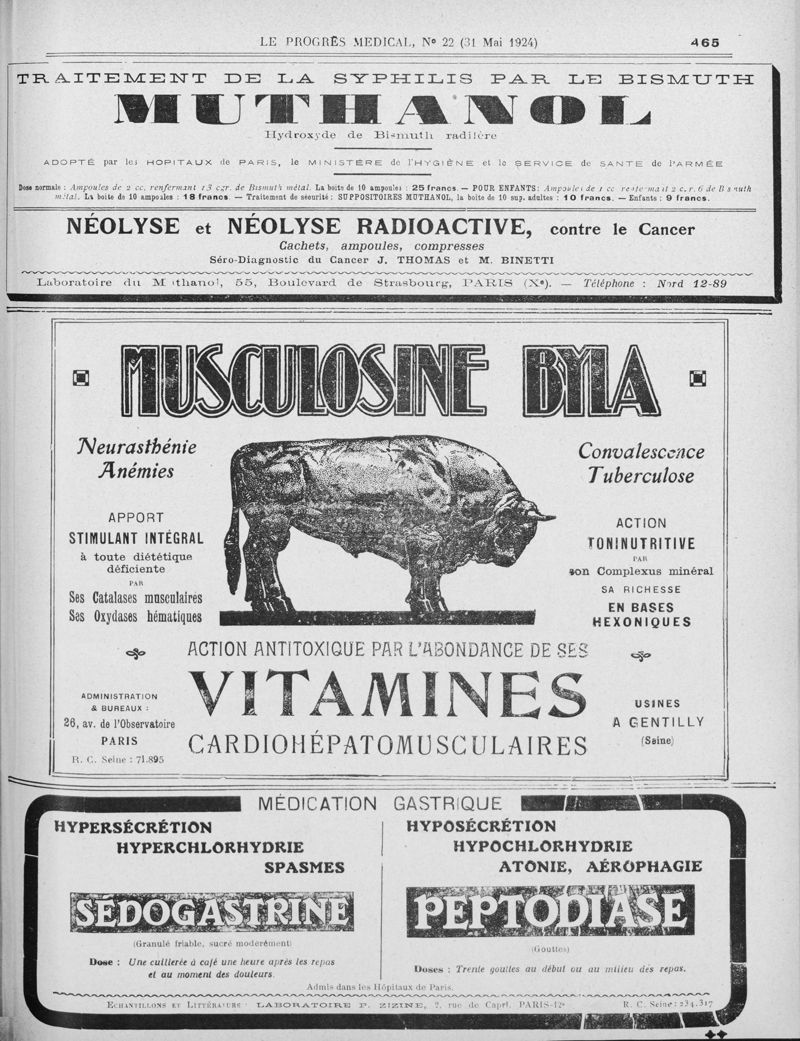 LE PROGRÈS MEDICAL, Nº 22 (31 Mai 1924)
465
TRAITEMENT DE LA SYPHILIS PAR LE BISMUTH
MUTHANOL
Hydroxyde de Bismuth radifère
ADOPTÉ par les HOPITAUX de PARIS, le MINISTÈRE de l'HYGIÈNE et le SERVICE de SANTE de l'ARMÉE
Dose normale : Ampoules de 2 cc. renfermant 13 cgr. de Bismuth métal. La boite de 10 ampoules : 25 francs. — POUR ENFANTS: Ampoules de 1 cc. 2 c. r. 6 de Bismuth
métal. La boite de 10 ampoules : 18 francs. — Traitement de sécurité : SUPPOSITOIRES MUTHANOL, la boite de 10 sup. adultes : 10 francs. — Enfants : 9 francs.
NÉOLYSE et NÉOLYSE RADIOACTIVE, contre le Cancer
Cachets, ampoules, compresses
Séro-Diagnostic du Cancer J. THOMAS et M. BINETTI
Laboratoire du Muthanol, 55, Boulevard de Strasbourg, PARIS (Xe). — Téléphone : Nord 12-89
MUSCULOSINE BYLA
Neurasthénie
Anémies
APPORT
STIMULANT INTÉGRAL
à toute diététique
déficiente
PAR
Ses Catalases musculaires
Ses Oxydases hématiques
Convalescence
Tuberculose
ACTION
TONINUTRITIVE
PAR
son Complexus minéral
SA RICHESSE
EN BASES
HEXONIQUES
ACTION ANTITOXIQUE PAR L'ABONDANCE DE SES
VITAMINES
CARDIOHÉPATOMUSCULAIRES
ADMINISTRATION
& BUREAUX :
26, av. de l'Observatoire
PARIS
R. C. Seine : 71.895
USINES
A GENTILLY
(Seine)
MÉDICATION GASTRIQUE
HYPERSÉCRÉTION
HYPERCHLORHYDRIE
SPASMES
SÉDOGASTRINE
(Granulé friable, sucré modérément)
Dose : Une cuillerée à café une heure après les repas
et au moment des douleurs.
HYPOSÉCRÉTION
HYPOCHLORHYDRIE
ATONIE, AÉROPHAGIE
PEPTODIASE
(Gouttes)
Doses : Trente gouttes au début ou au milieu des repas.
Admis dans les Hôpitaux de Paris.
Echantillons et Littérature : LABORATOIRE P. ZIZINE, 7, rue de Capri, PARIS-12e R. C. Seine : 234.317